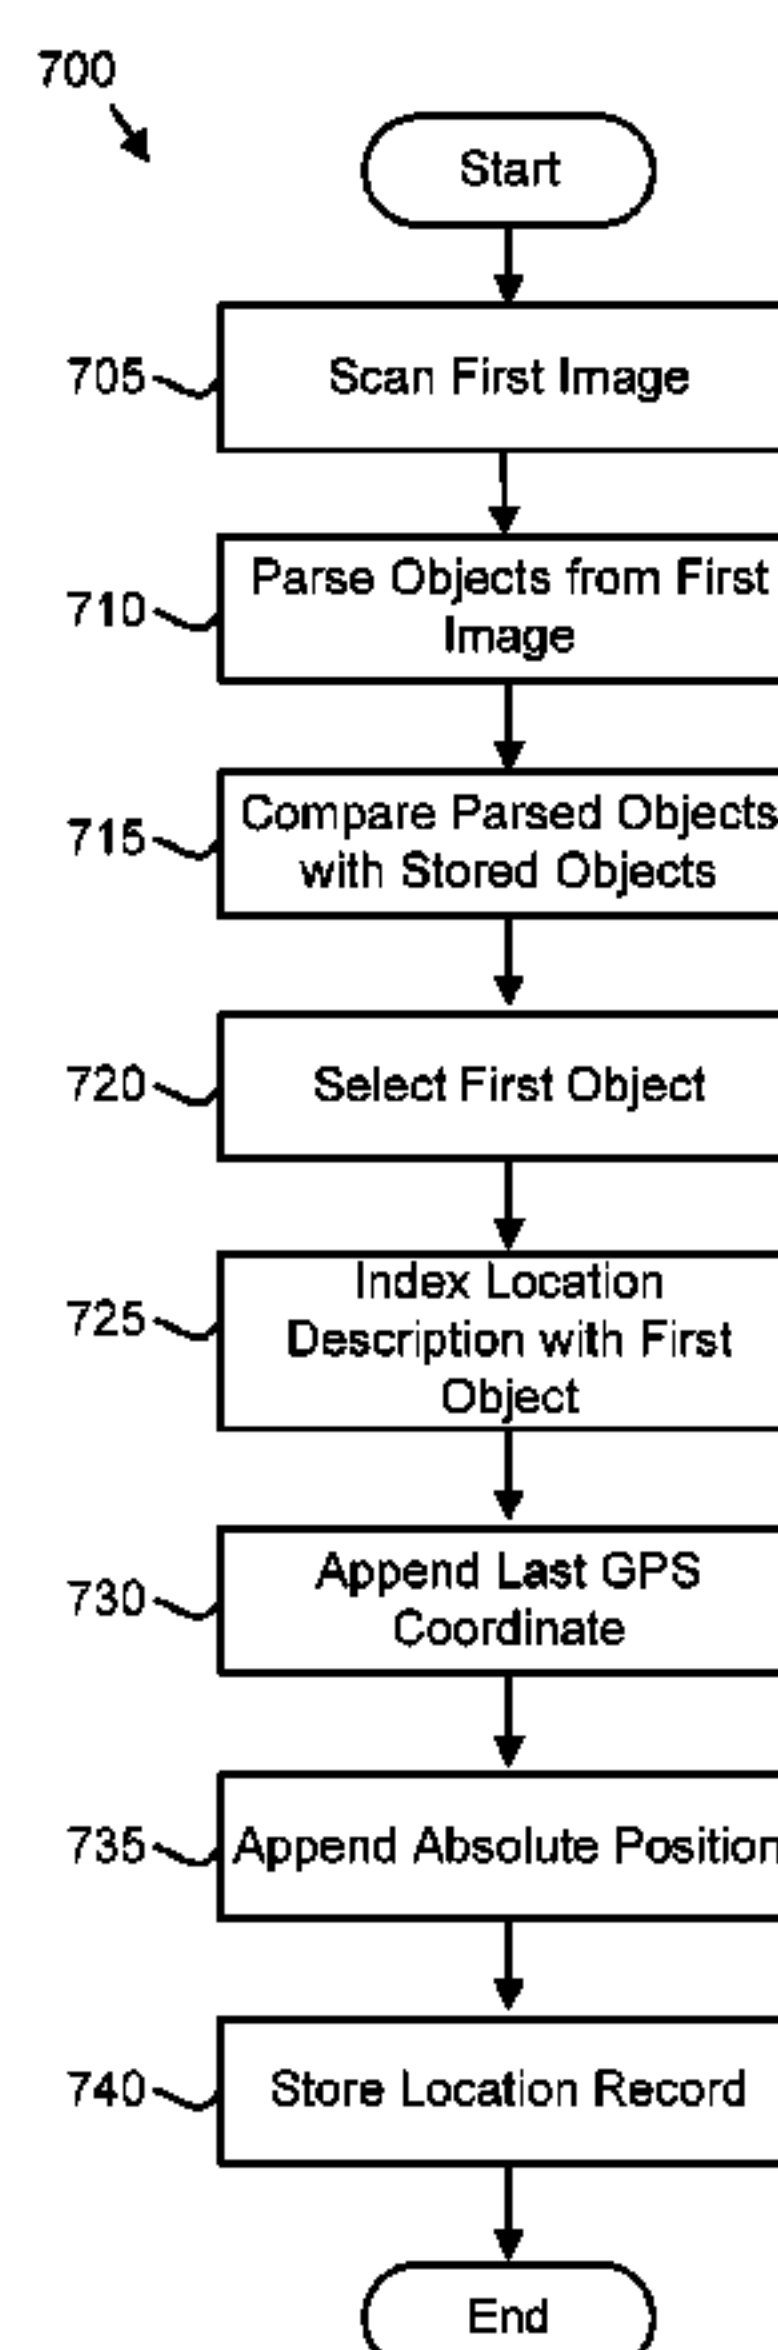 700
Start
705
Scan First Image
710
Parse Objects from First
Image
715
Compare Parsed Objects
with Stored Objects
720
Select First Object
725
Index Location
Description with First
Object
730
Append Last GPS
Coordinate
735
Append Absolute Position
740
Store Location Record
End